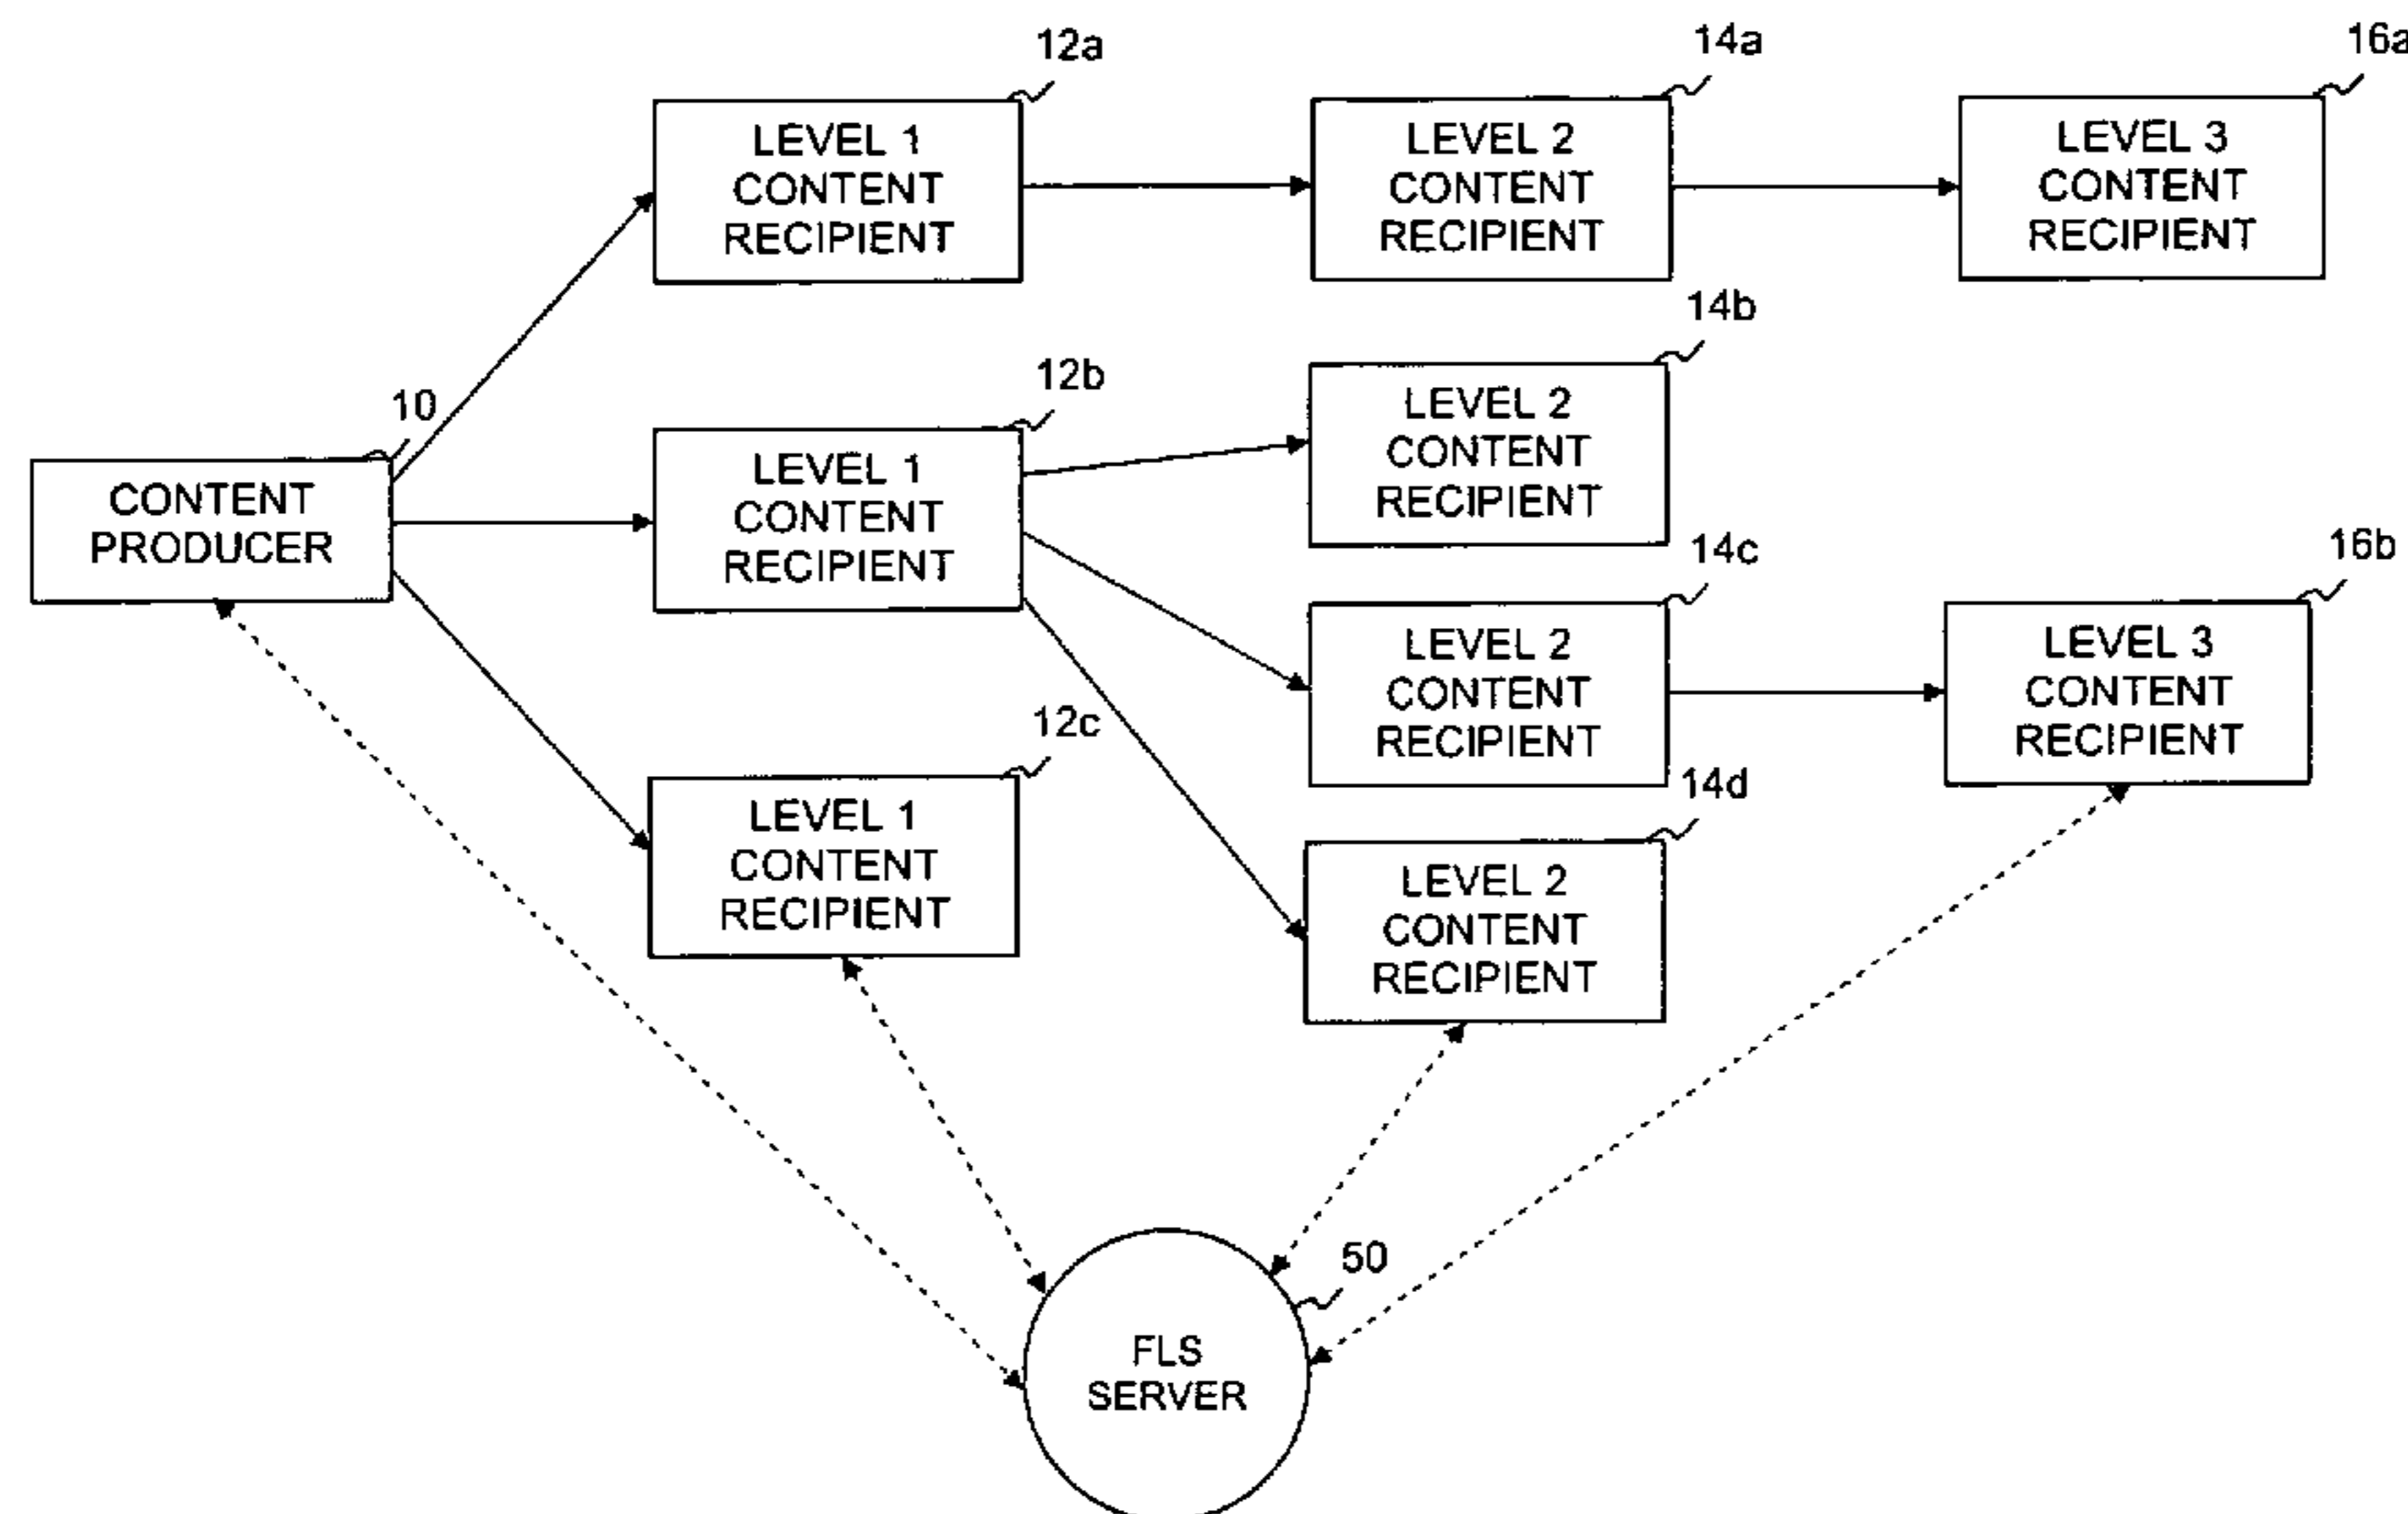 12a
LEVEL 1
CONTENT
RECIPIENT
14a
LEVEL 2
CONTENT
RECIPIENT
16a
LEVEL 3
CONTENT
RECIPIENT
10
CONTENT
PRODUCER
12b
LEVEL 1
CONTENT
RECIPIENT
14b
LEVEL 2
CONTENT
RECIPIENT
14c
LEVEL 2
CONTENT
RECIPIENT
16b
LEVEL 3
CONTENT
RECIPIENT
12c
LEVEL 1
CONTENT
RECIPIENT
14d
LEVEL 2
CONTENT
RECIPIENT
50
FLS
SERVER